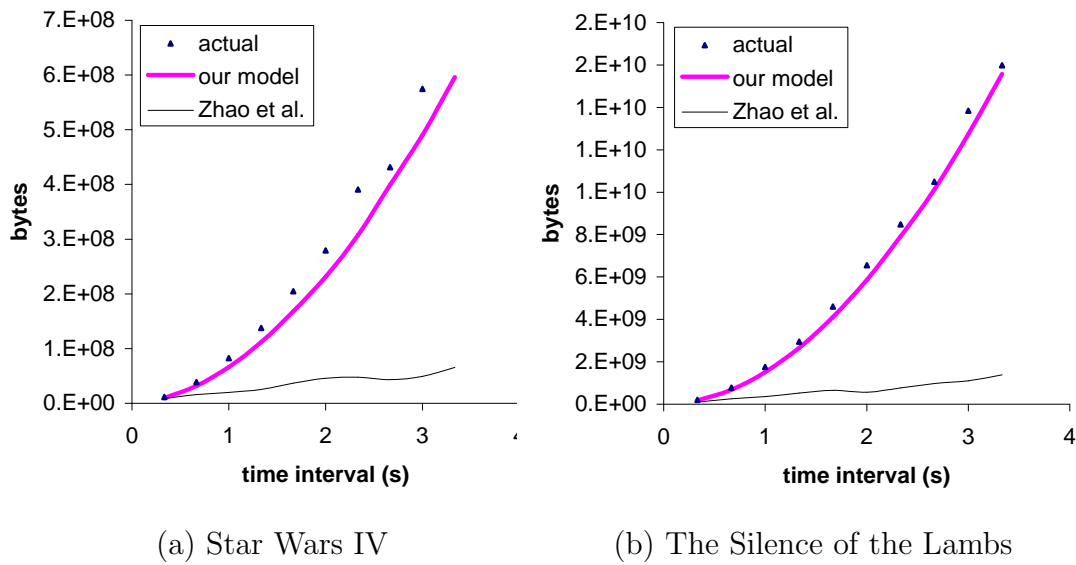 7.E+08
6.E+08
5.E+08
4.E+08
3.E+08
2.E+08
1.E+08
0.E+00
bytes
actual
our model
Zhao et al.
0 1 2 3 4
time interval (s)
(a) Star Wars IV
2.E+10
2.E+10
1.E+10
1.E+10
1.E+10
8.E+09
6.E+09
4.E+09
2.E+09
0.E+00
bytes
actual
our model
Zhao et al.
0 1 2 3 4
time interval (s)
(b) The Silence of the Lambs